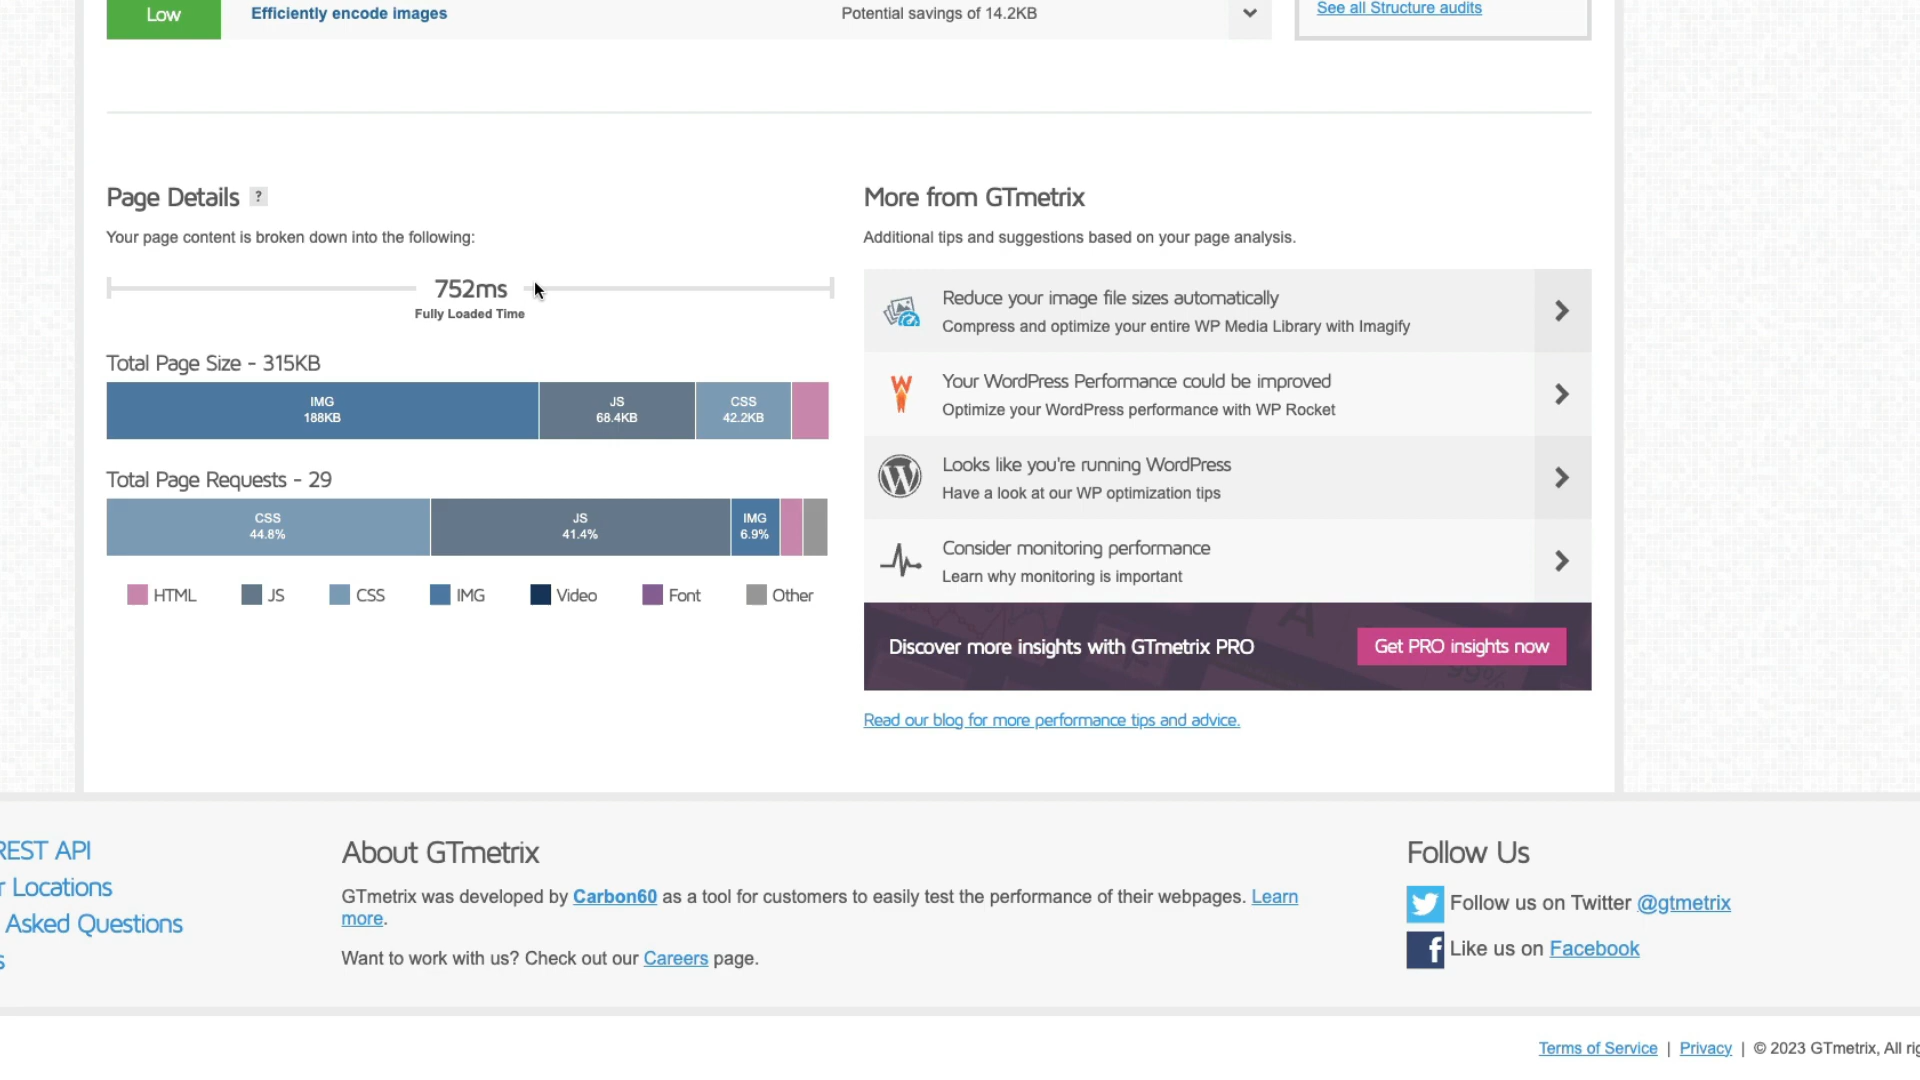 Low
Efficiently encode images
Potential savings of 14.2KB
See all Structure audits
Page Details ?
Your page content is broken down into the following:
752ms
Fully Loaded Time
Total Page Size - 315KB
IMG
188KB
JS
68.4KB
CSS
42.2KB
Total Page Requests - 29
CSS
44.8%
JS
41.4%
IMG
6.9%
HTML
JS
CSS
IMG
Video
Font
Other
More from GTmetrix
Additional tips and suggestions based on your page analysis.
Reduce your image file sizes automatically
Compress and optimize your entire WP Media Library with Imagify
Your WordPress Performance could be improved
Optimize your WordPress performance with WP Rocket
Looks like you're running WordPress
Have a look at our WP optimization tips
Consider monitoring performance
Learn why monitoring is important
Discover more insights with GTmetrix PRO
Get PRO insights now
Read our blog for more performance tips and advice.
REST API
r Locations
Asked Questions
s
About GTmetrix
GTmetrix was developed by Carbon60 as a tool for customers to easily test the performance of their webpages. Learn
more.
Want to work with us? Check out our Careers page.
Follow Us
Follow us on Twitter @gtmetrix
Like us on Facebook
Terms of Service | Privacy | © 2023 GTmetrix, All rig